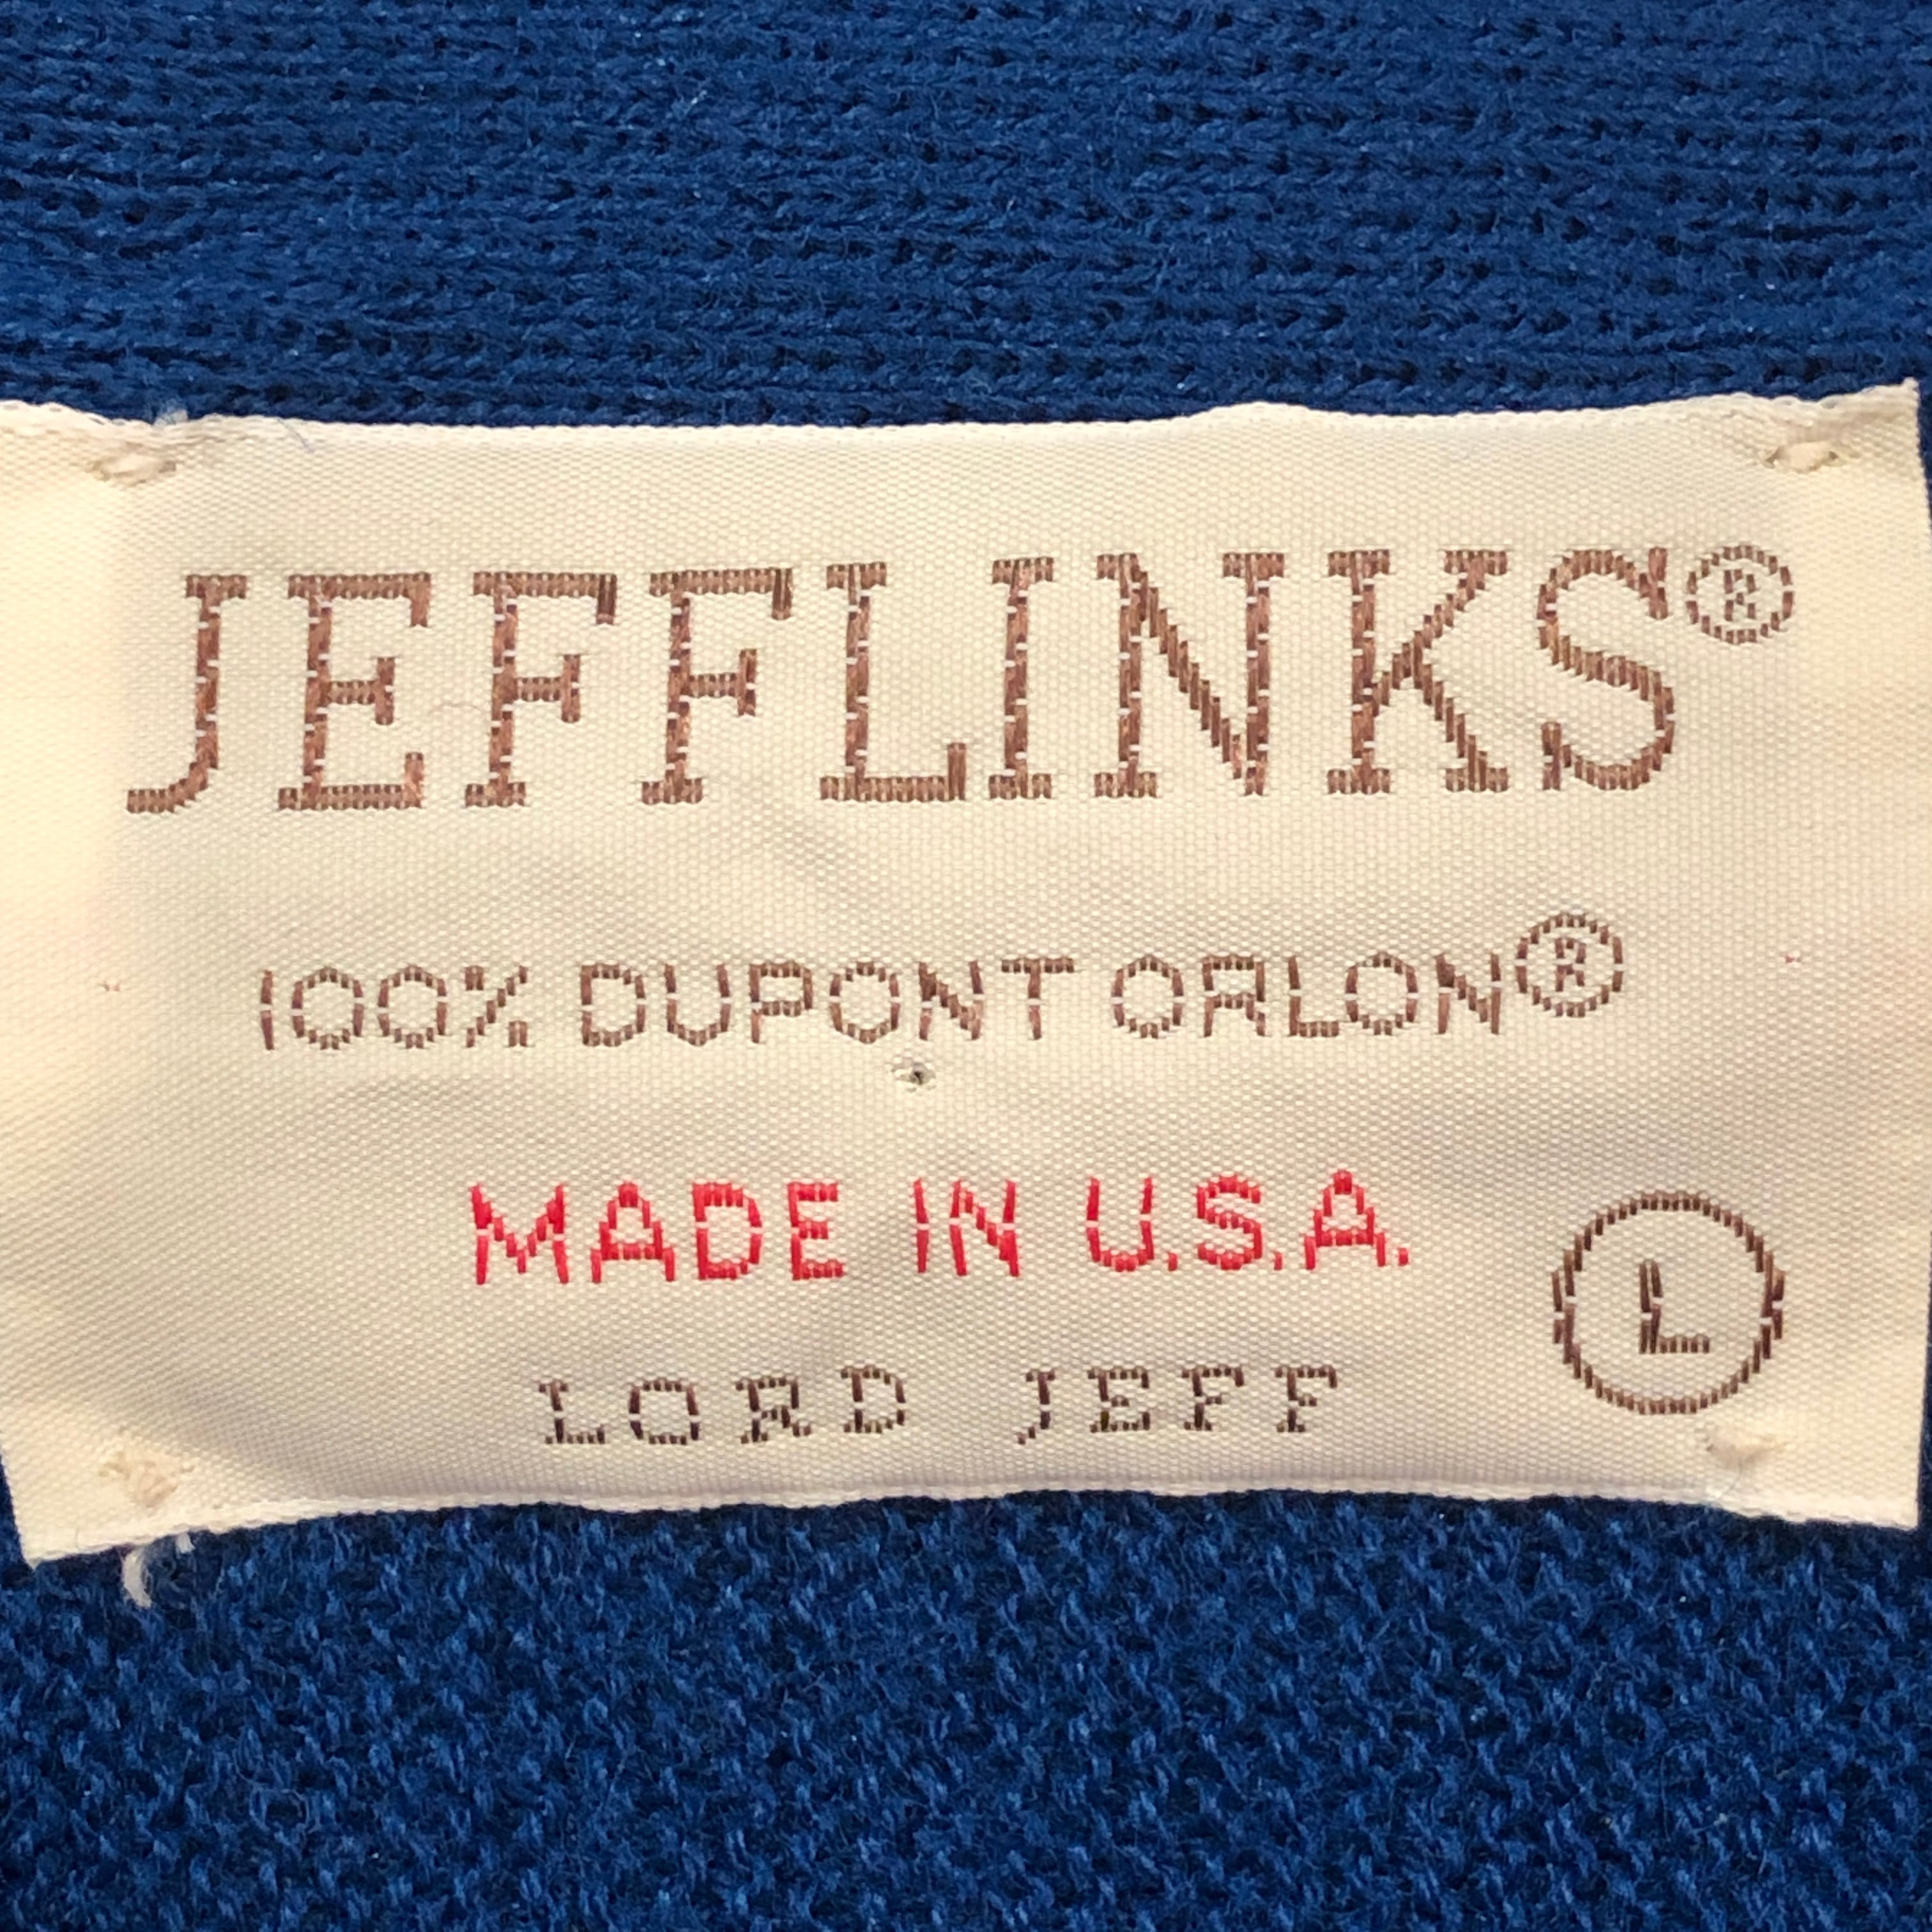 JEFFLINKS®
100% DUPONT ORLON®
MADE IN U.S.A.
L
LORD JEFF